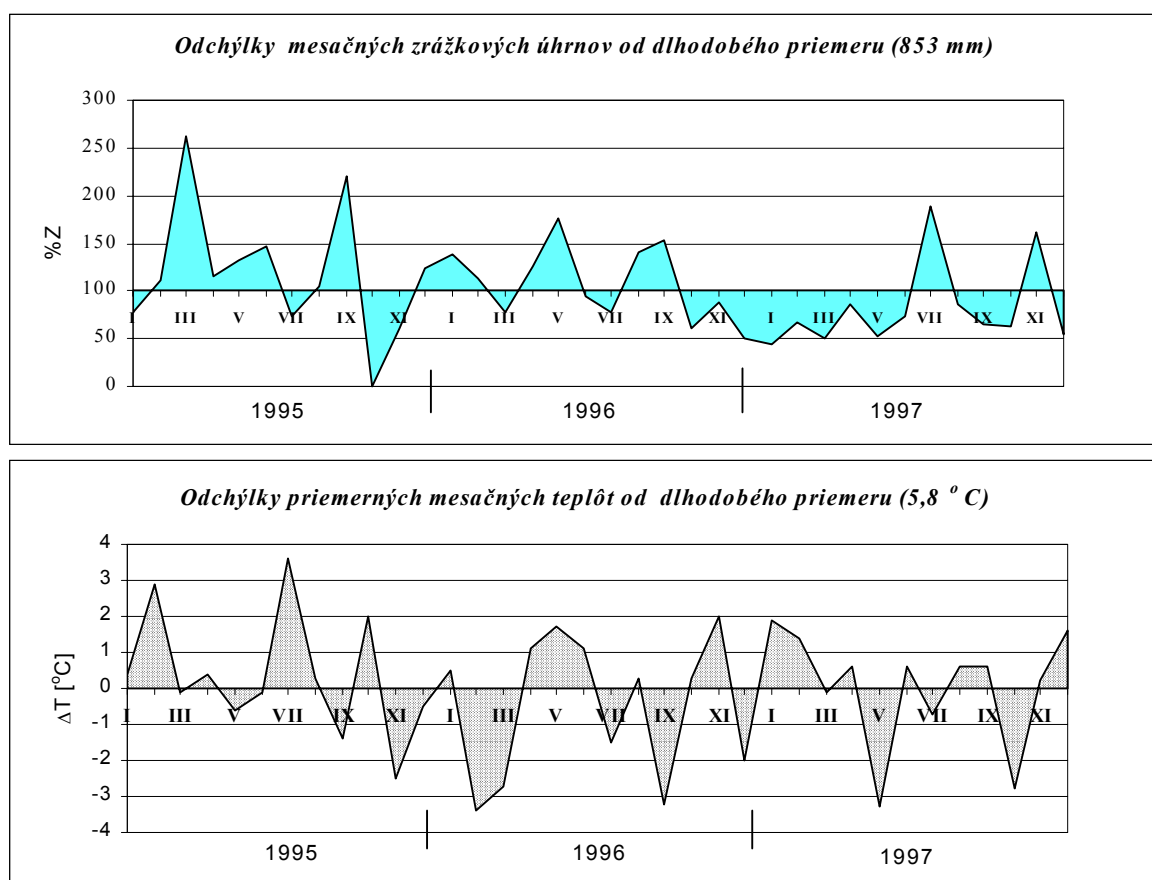 Odchýlky mesačných zrážkových úhrnov od dlhodobého priemeru (853 mm)
300
250
200
150
100
50
0
%Z
I III V VII IX XI I III V VII IX XI I III V VII IX XI
1995 1996 1997
Odchýlky priemerných mesačných teplôt od dlhodobého priemeru (5,8 ° C)
4
3
2
1
0
-1
-2
-3
-4
ΔT [°C]
I III V VII IX XI I III V VII IX XI I III V VII IX XI
1995 1996 1997